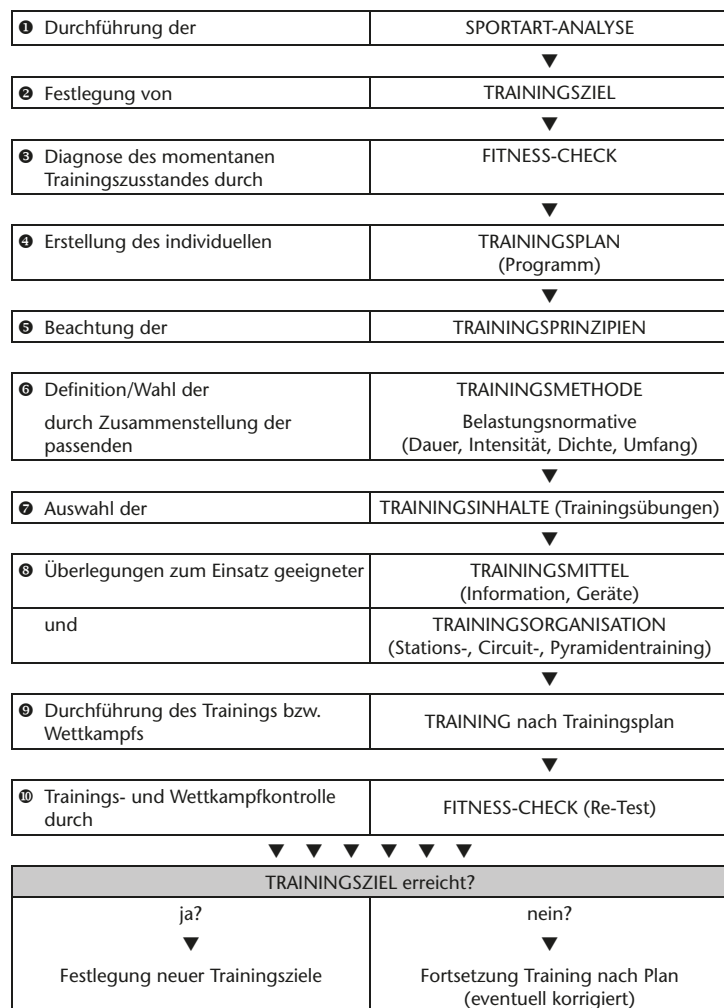 ❶ Durchführung der SPORTART-ANALYSE
▼
❷ Festlegung von TRAININGSZIEL
▼
❸ Diagnose des momentanen FITNESS-CHECK
Trainingszusstandes durch
▼
❹ Erstellung des individuellen TRAININGSPLAN
(Programm)
▼
❺ Beachtung der TRAININGSPRINZIPIEN
❻ Definition/Wahl der TRAININGSMETHODE
durch Zusammenstellung der Belastungsnormative
passenden (Dauer, Intensität, Dichte, Umfang)
▼
❼ Auswahl der TRAININGSINHALTE (Trainingsübungen)
▼
❽ Überlegungen zum Einsatz geeigneter TRAININGSMITTEL
(Information, Geräte)
und TRAININGSORGANISATION
(Stations-, Circuit-, Pyramidentraining)
▼
❾ Durchführung des Trainings bzw. TRAINING nach Trainingsplan
Wettkampfs
▼
❿ Trainings- und Wettkampfkontrolle FITNESS-CHECK (Re-Test)
durch
▼ ▼ ▼ ▼ ▼ ▼
TRAININGSZIEL erreicht?
ja? nein?
▼ ▼
Festlegung neuer Trainingsziele Fortsetzung Training nach Plan
(eventuell korrigiert)